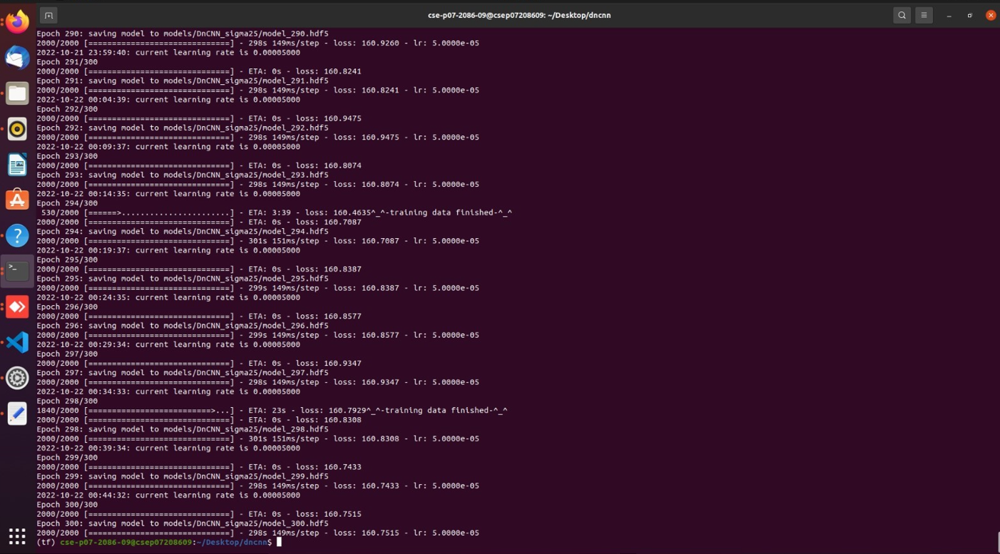 cse-p07-2086-09@csep07208609: ~/Desktop/dncnn
Epoch 290: saving model to models/DnCNN_sigma25/model_290.hdf5
2000/2000 [==============================] - 298s 149ms/step - loss: 160.9260 - lr: 5.0000e-05
2022-10-21 23:59:40: current learning rate is 0.00005000
Epoch 291/300
2000/2000 [==============================] - ETA: 0s - loss: 160.8241
Epoch 291: saving model to models/DnCNN_sigma25/model_291.hdf5
2000/2000 [==============================] - 298s 149ms/step - loss: 160.8241 - lr: 5.0000e-05
2022-10-22 00:04:39: current learning rate is 0.00005000
Epoch 292/300
2000/2000 [==============================] - ETA: 0s - loss: 160.9475
Epoch 292: saving model to models/DnCNN_sigma25/model_292.hdf5
2000/2000 [==============================] - 298s 149ms/step - loss: 160.9475 - lr: 5.0000e-05
2022-10-22 00:09:37: current learning rate is 0.00005000
Epoch 293/300
2000/2000 [==============================] - ETA: 0s - loss: 160.8074
Epoch 293: saving model to models/DnCNN_sigma25/model_293.hdf5
2000/2000 [==============================] - 298s 149ms/step - loss: 160.8074 - lr: 5.0000e-05
2022-10-22 00:14:35: current learning rate is 0.00005000
Epoch 294/300
530/2000 [======>.......................] - ETA: 3:39 - loss: 160.4635^_^-training data finished-^_^
2000/2000 [==============================] - ETA: 0s - loss: 160.7087
Epoch 294: saving model to models/DnCNN_sigma25/model_294.hdf5
2000/2000 [==============================] - 301s 151ms/step - loss: 160.7087 - lr: 5.0000e-05
2022-10-22 00:19:37: current learning rate is 0.00005000
Epoch 295/300
2000/2000 [==============================] - ETA: 0s - loss: 160.8387
Epoch 295: saving model to models/DnCNN_sigma25/model_295.hdf5
2000/2000 [==============================] - 299s 149ms/step - loss: 160.8387 - lr: 5.0000e-05
2022-10-22 00:24:35: current learning rate is 0.00005000
Epoch 296/300
2000/2000 [==============================] - ETA: 0s - loss: 160.8577
Epoch 296: saving model to models/DnCNN_sigma25/model_296.hdf5
2000/2000 [==============================] - 299s 149ms/step - loss: 160.8577 - lr: 5.0000e-05
2022-10-22 00:29:34: current learning rate is 0.00005000
Epoch 297/300
2000/2000 [==============================] - ETA: 0s - loss: 160.9347
Epoch 297: saving model to models/DnCNN_sigma25/model_297.hdf5
2000/2000 [==============================] - 298s 149ms/step - loss: 160.9347 - lr: 5.0000e-05
2022-10-22 00:34:33: current learning rate is 0.00005000
Epoch 298/300
1840/2000 [==========================>...] - ETA: 23s - loss: 160.7929^_^-training data finished-^_^
2000/2000 [==============================] - ETA: 0s - loss: 160.8308
Epoch 298: saving model to models/DnCNN_sigma25/model_298.hdf5
2000/2000 [==============================] - 301s 151ms/step - loss: 160.8308 - lr: 5.0000e-05
2022-10-22 00:39:34: current learning rate is 0.00005000
Epoch 299/300
2000/2000 [==============================] - ETA: 0s - loss: 160.7433
Epoch 299: saving model to models/DnCNN_sigma25/model_299.hdf5
2000/2000 [==============================] - 298s 149ms/step - loss: 160.7433 - lr: 5.0000e-05
2022-10-22 00:44:32: current learning rate is 0.00005000
Epoch 300/300
2000/2000 [==============================] - ETA: 0s - loss: 160.7515
Epoch 300: saving model to models/DnCNN_sigma25/model_300.hdf5
2000/2000 [==============================] - 298s 149ms/step - loss: 160.7515 - lr: 5.0000e-05
(tf) cse-p07-2086-09@csep07208609:~/Desktop/dncnn$